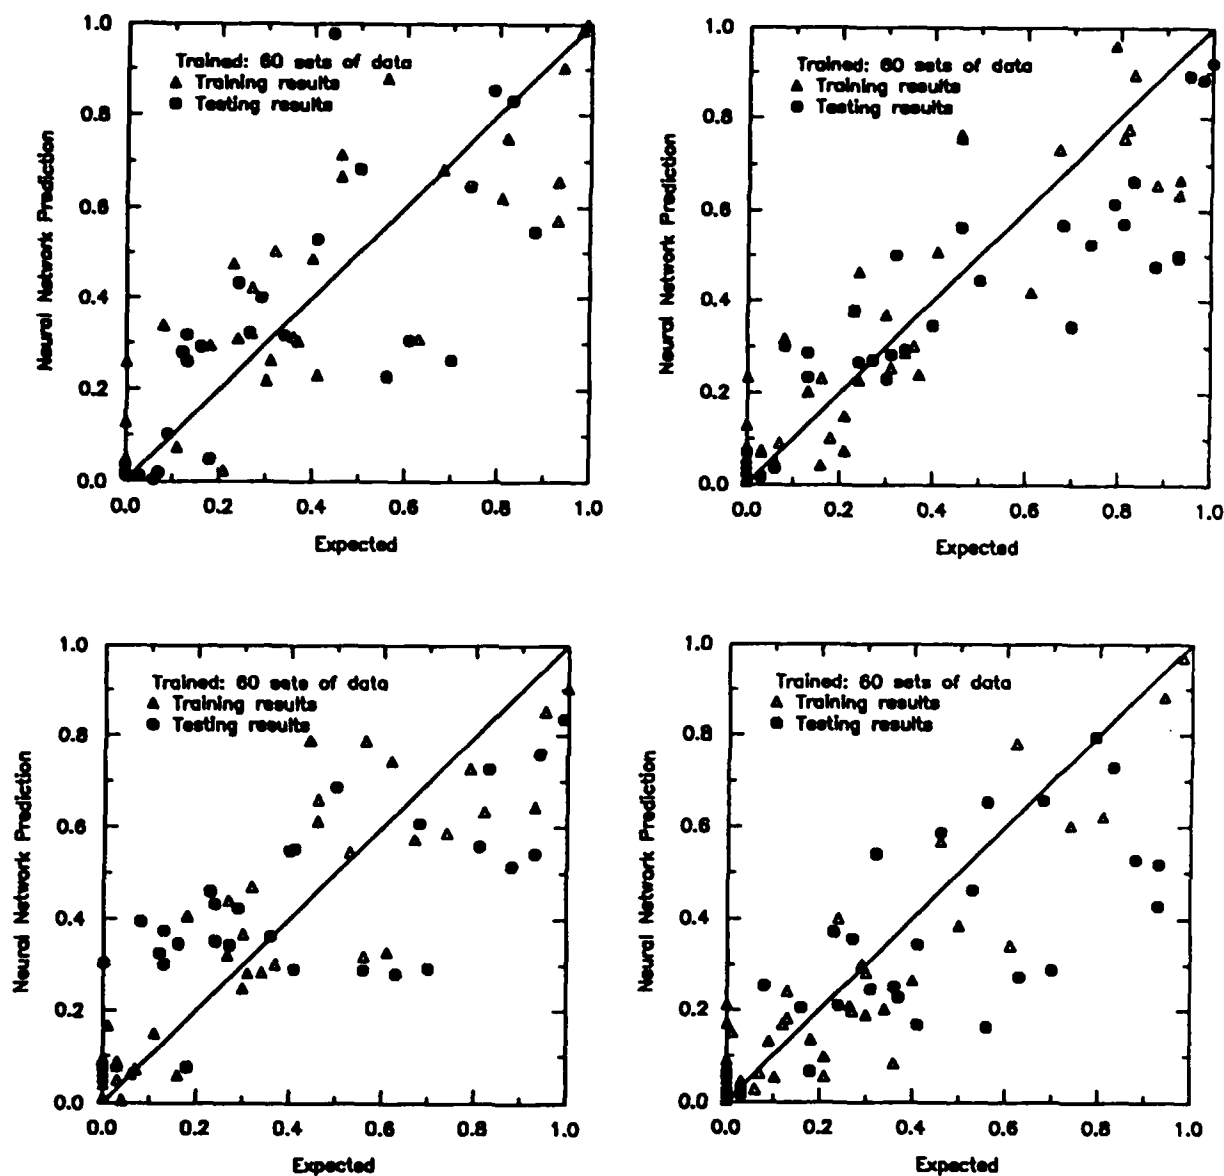 1.0
Trained: 60 sets of data
Training results
Testing results
0.8
0.6
0.4
0.2
0.0
Neural Network Prediction
0.0 0.2 0.4 0.6 0.8 1.0
Expected
1.0
Trained: 60 sets of data
Training results
Testing results
0.8
0.6
0.4
0.2
0.0
Neural Network Prediction
0.0 0.2 0.4 0.6 0.8 1.0
Expected
1.0
Trained: 60 sets of data
Training results
Testing results
0.8
0.6
0.4
0.2
0.0
Neural Network Prediction
0.0 0.2 0.4 0.6 0.8 1.0
Expected
1.0
Trained: 60 sets of data
Training results
Testing results
0.8
0.6
0.4
0.2
0.0
Neural Network Prediction
0.0 0.2 0.4 0.6 0.8 1.0
Expected